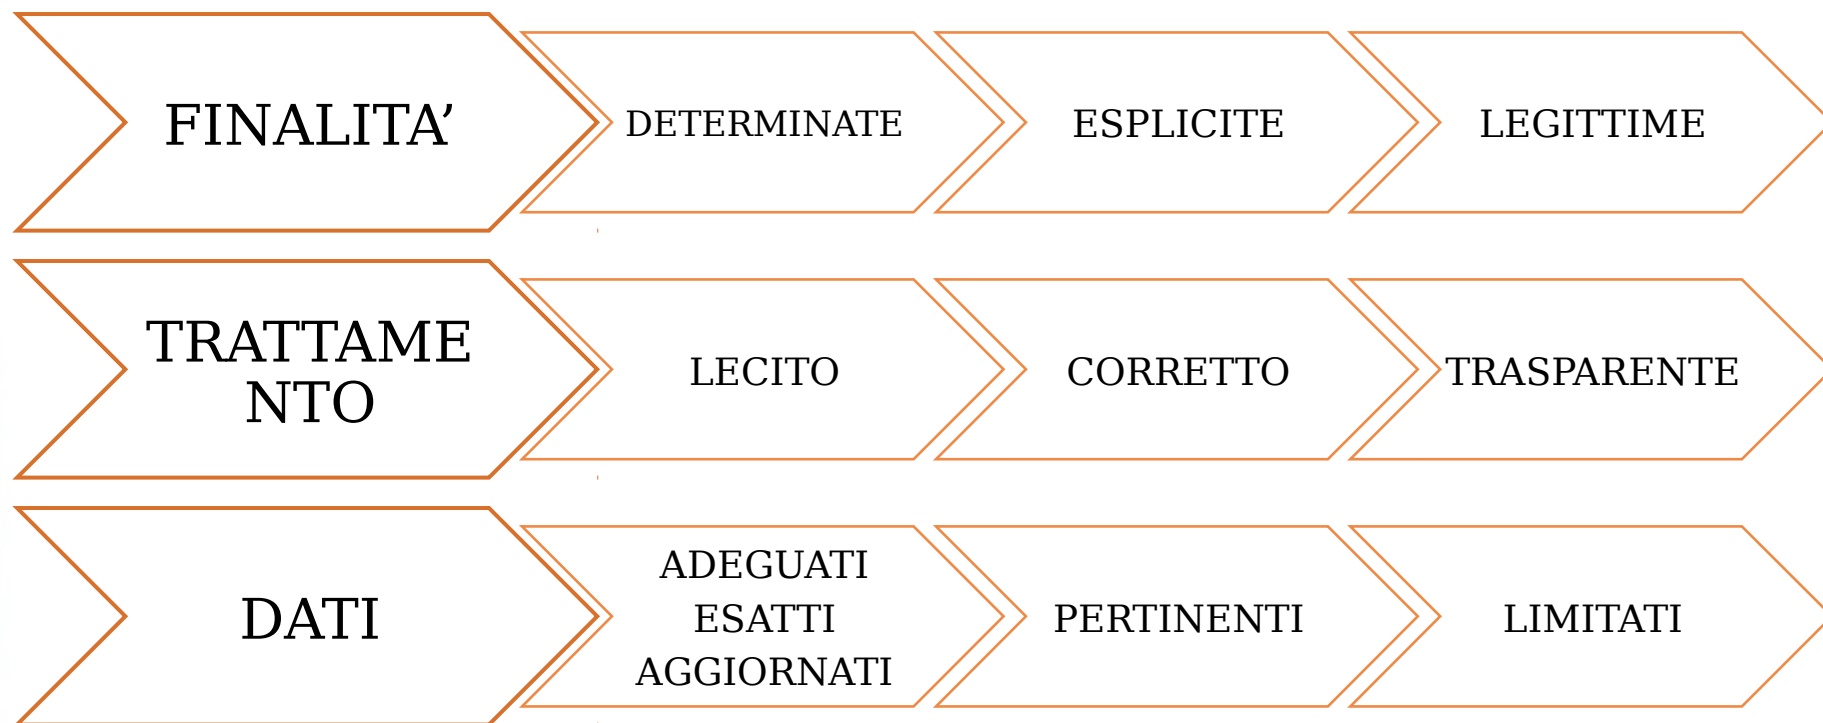 FINALITA’
DETERMINATE
ESPLICITE
LEGITTIME
TRATTAME
NTO
LECITO
CORRETTO
TRASPARENTE
DATI
ADEGUATI
ESATTI
AGGIORNATI
PERTINENTI
LIMITATI